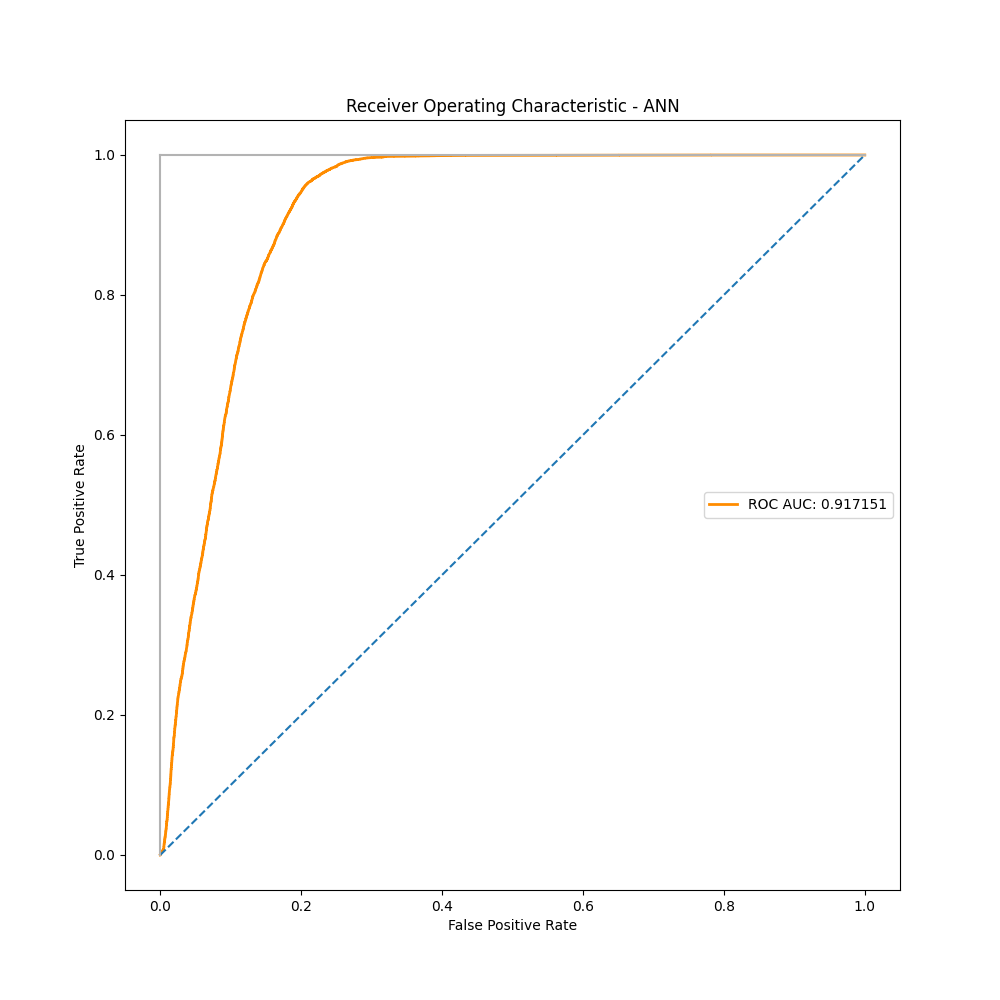 Receiver Operating Characteristic - ANN
1.0
0.8
0.6
0.4
0.2
0.0
True Positive Rate
ROC AUC: 0.917151
0.0 0.2 0.4 0.6 0.8 1.0
False Positive Rate